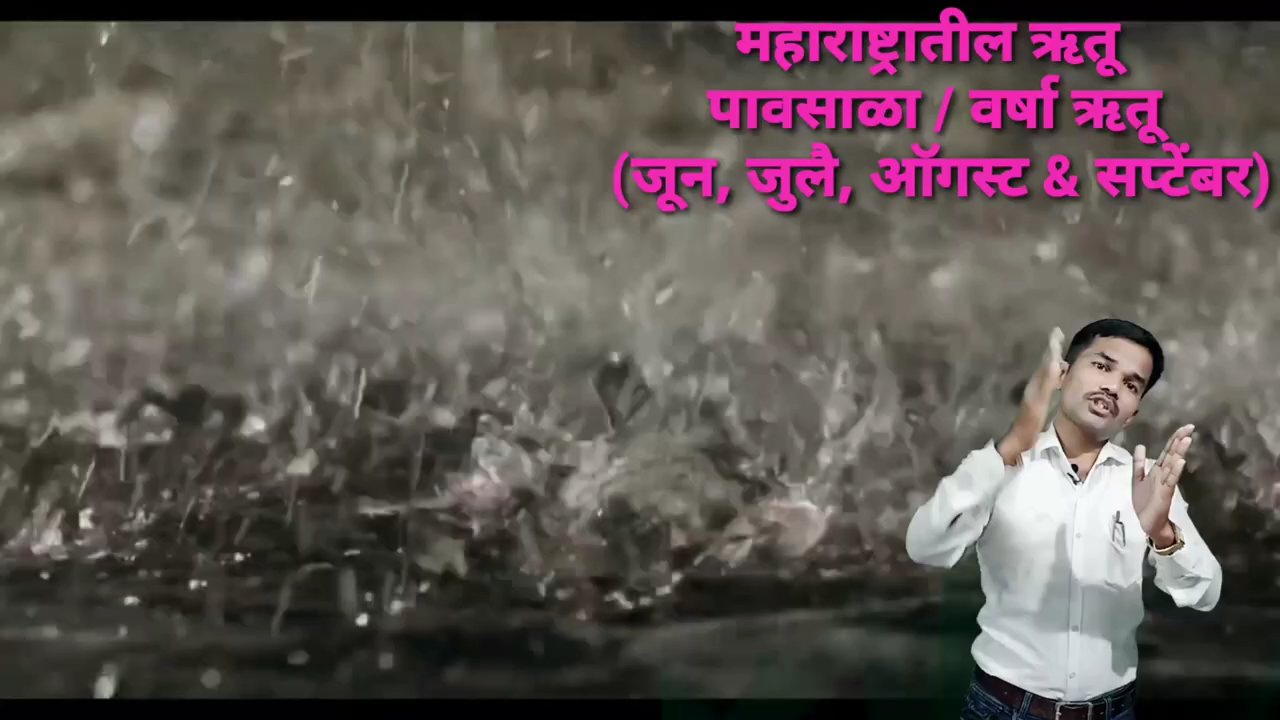 महाराष्ट्रातील ऋतू
पावसाळा / वर्षा ऋतू
(जून, जुलै, ऑगस्ट & सप्टेंबर)